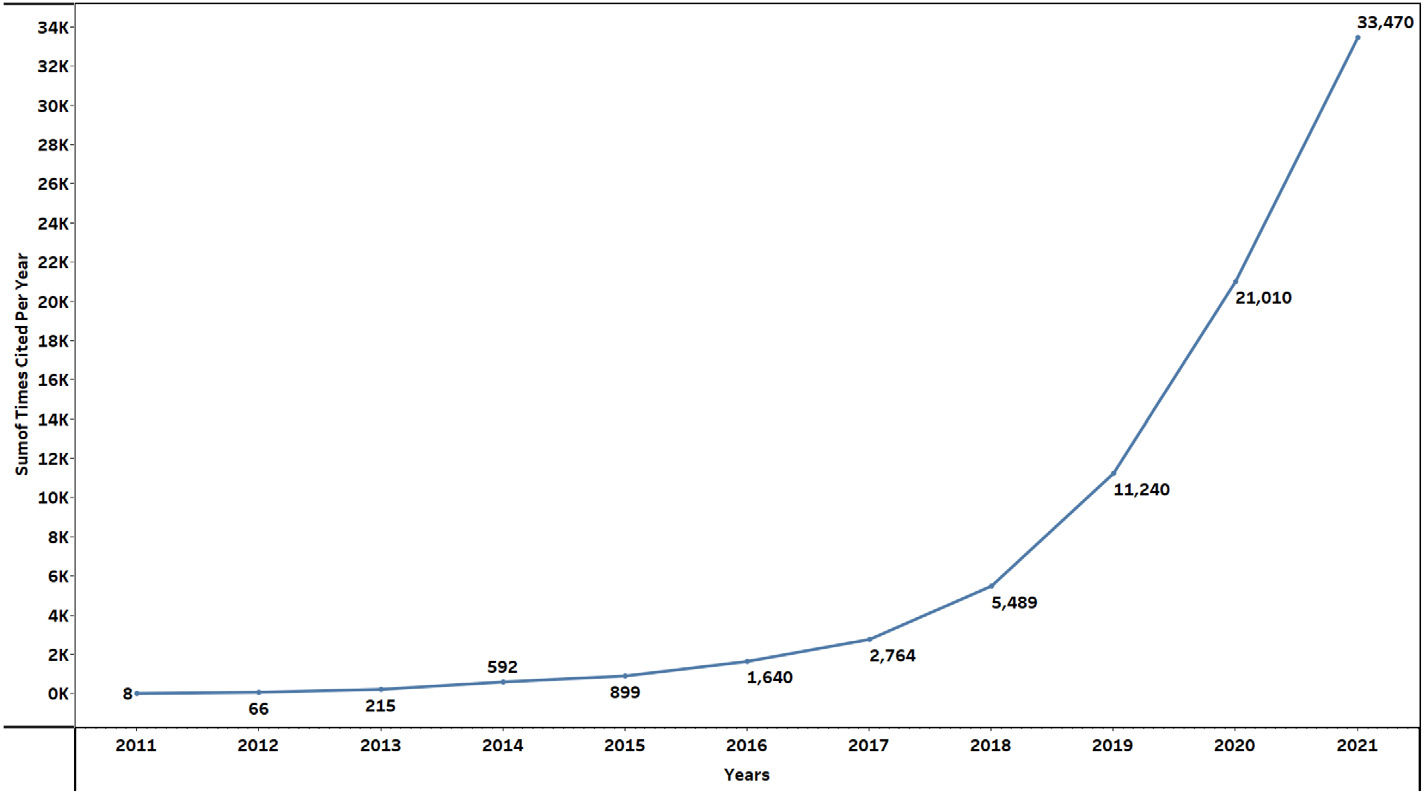 34K
32K
30K
28K
26K
24K
22K
20K
18K
16K
14K
12K
10K
8K
6K
4K
2K
0K
Sumof Times Cited Per Year
8
66
215
592
899
1,640
2,764
5,489
11,240
21,010
33,470
2011 2012 2013 2014 2015 2016 2017 2018 2019 2020 2021
Years